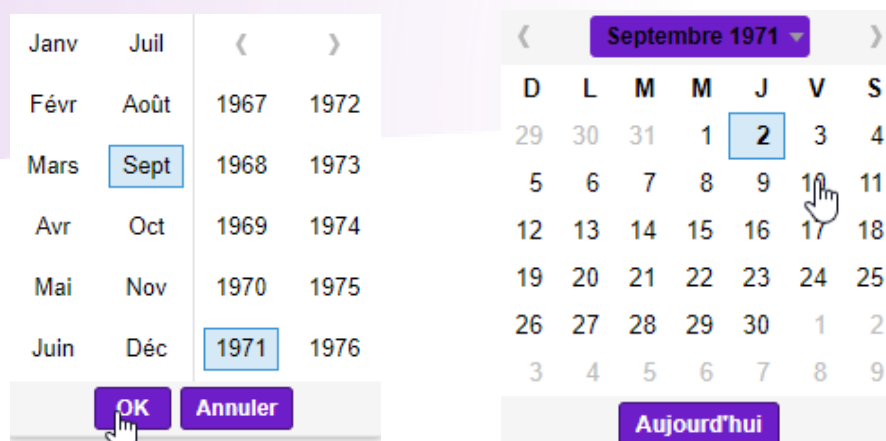 Janv Juil ❮ ❯
Févr Août 1967 1972
Mars Sept 1968 1973
Avr Oct 1969 1974
Mai Nov 1970 1975
Juin Déc 1971 1976
OK Annuler
❮ Septembre 1971 ❯
D L M M J V S
29 30 31 1 2 3 4
5 6 7 8 9 10 11
12 13 14 15 16 17 18
19 20 21 22 23 24 25
26 27 28 29 30 1 2
3 4 5 6 7 8 9
Aujourd'hui